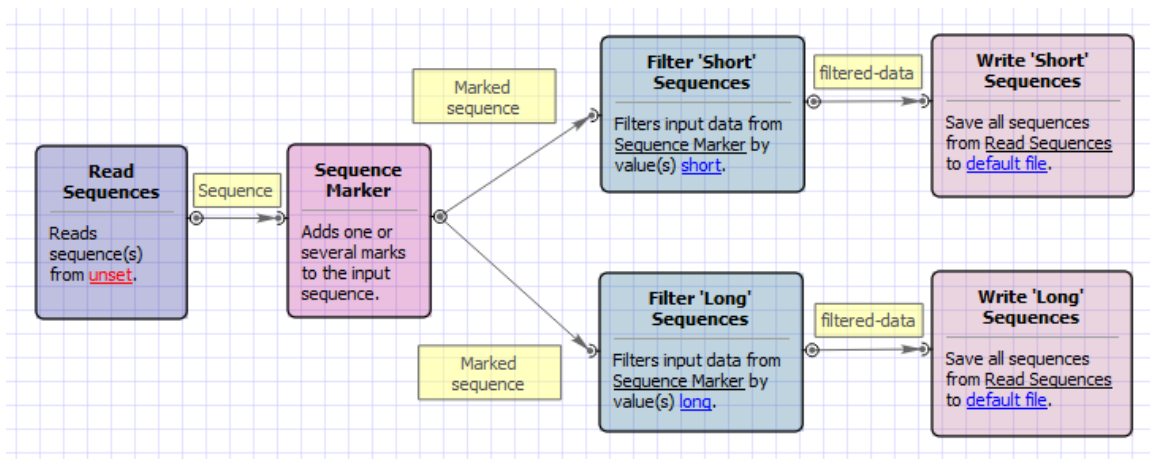 Read
Sequences
Reads
sequence(s)
from unset.
Sequence
Sequence
Marker
Adds one or
several marks
to the input
sequence.
Marked
sequence
Filter 'Short'
Sequences
Filters input data from
Sequence Marker by
value(s) short.
filtered-data
Write 'Short'
Sequences
Save all sequences
from Read Sequences
to default file.
Marked
sequence
Filter 'Long'
Sequences
Filters input data from
Sequence Marker by
value(s) long.
filtered-data
Write 'Long'
Sequences
Save all sequences
from Read Sequences
to default file.